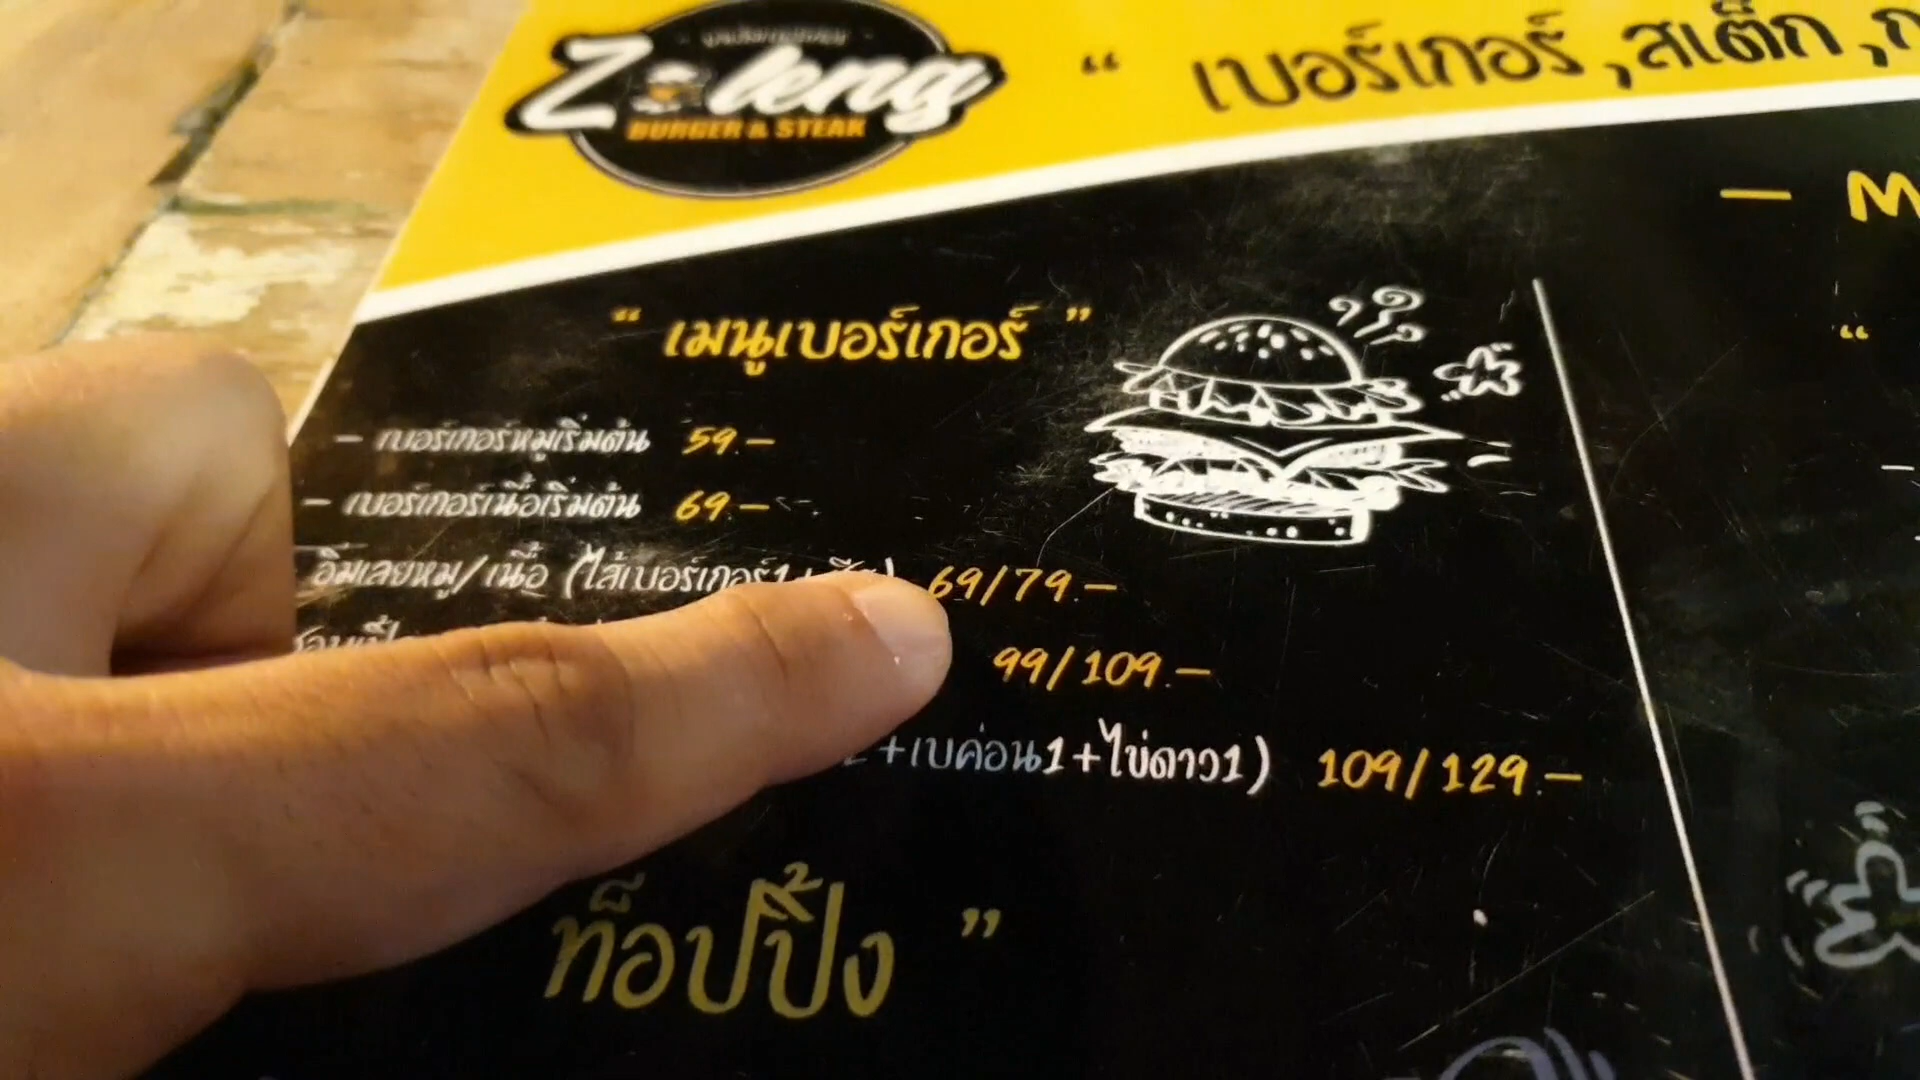 Zoleng
BURGER & STEAK
“ เบอร์เกอร์ ,สเต็ก ,ก
“ เมนูเบอร์เกอร์ ”
– เบอร์เกอร์หมูเริ่มต้น 59.–
– เบอร์เกอร์เนื้อเริ่มต้น 69.–
อิ่มเลยหมู/เนื้อ (ไส้เบอร์เกอร์1 69/79.–
99/109.–
+เบค่อน1+ไข่ดาว1) 109/129.–
ท็อปปิ้ง ”
– M
“